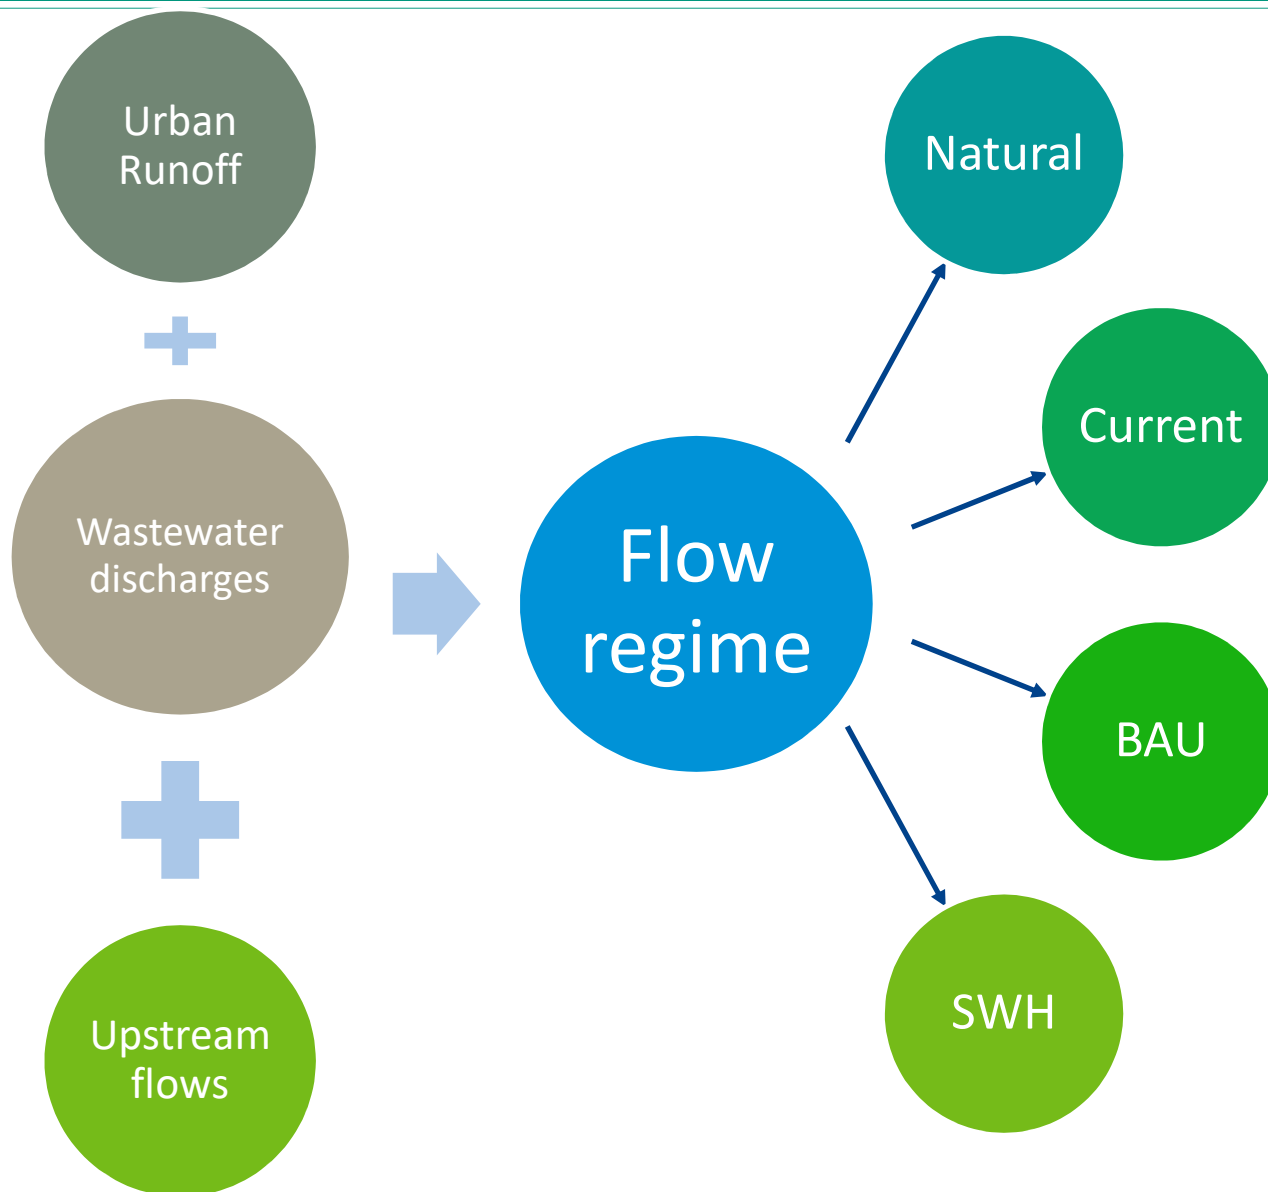 Urban
Runoff
Wastewater
discharges
Upstream
flows
Flow
regime
Natural
Current
BAU
SWH